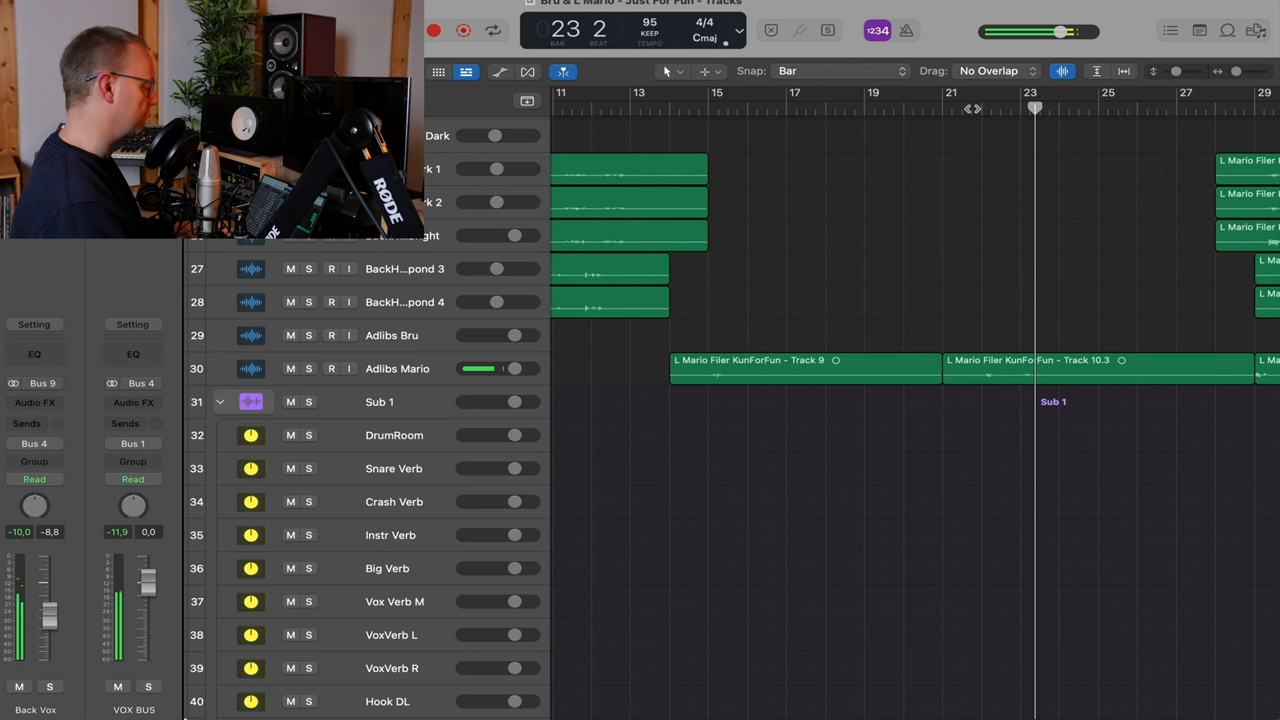 Bru & L Mario - Just For Fun - Tracks
23 2
BAR BEAT
95
KEEP
TEMPO
4/4
Cmaj
1234
Snap: Bar
Drag: No Overlap
11 13 15 17 19 21 23 25 27 29
Dark
1
L Mario Filer
2
L Mario Filer
L Mario Filer
27 M S R I BackH...pond 3
L Ma
28 M S R I BackH...pond 4
L Ma
29 M S R I Adlibs Bru
30 M S R I Adlibs Mario
L Mario Filer KunForFun - Track 9
L Mario Filer KunForFun - Track 10.3
L Ma
31 M S Sub 1
Sub 1
32 M S DrumRoom
33 M S Snare Verb
34 M S Crash Verb
35 M S Instr Verb
36 M S Big Verb
37 M S Vox Verb M
38 M S VoxVerb L
39 M S VoxVerb R
40 M S Hook DL
Setting Setting
EQ EQ
Bus 9 Bus 4
Audio FX Audio FX
Sends Sends
Bus 4 Bus 1
Group Group
Read Read
-10,0 -8,8 -11,9 0,0
M S M S
Back Vox VOX BUS
RØDE